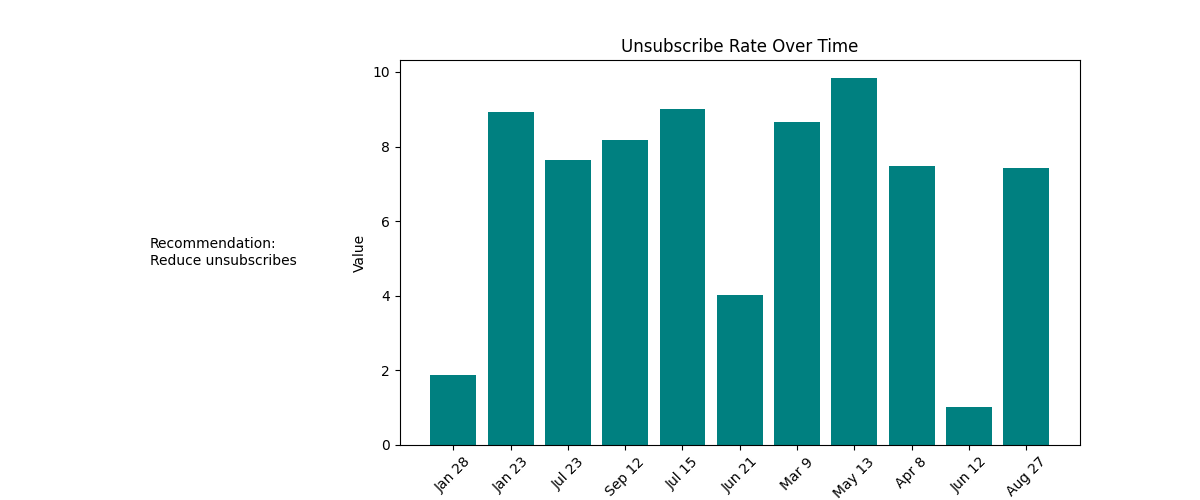 Unsubscribe Rate Over Time
Recommendation:
Reduce unsubscribes
Value
10
8
6
4
2
0
Jan 28
Jan 23
Jul 23
Sep 12
Jul 15
Jun 21
Mar 9
May 13
Apr 8
Jun 12
Aug 27